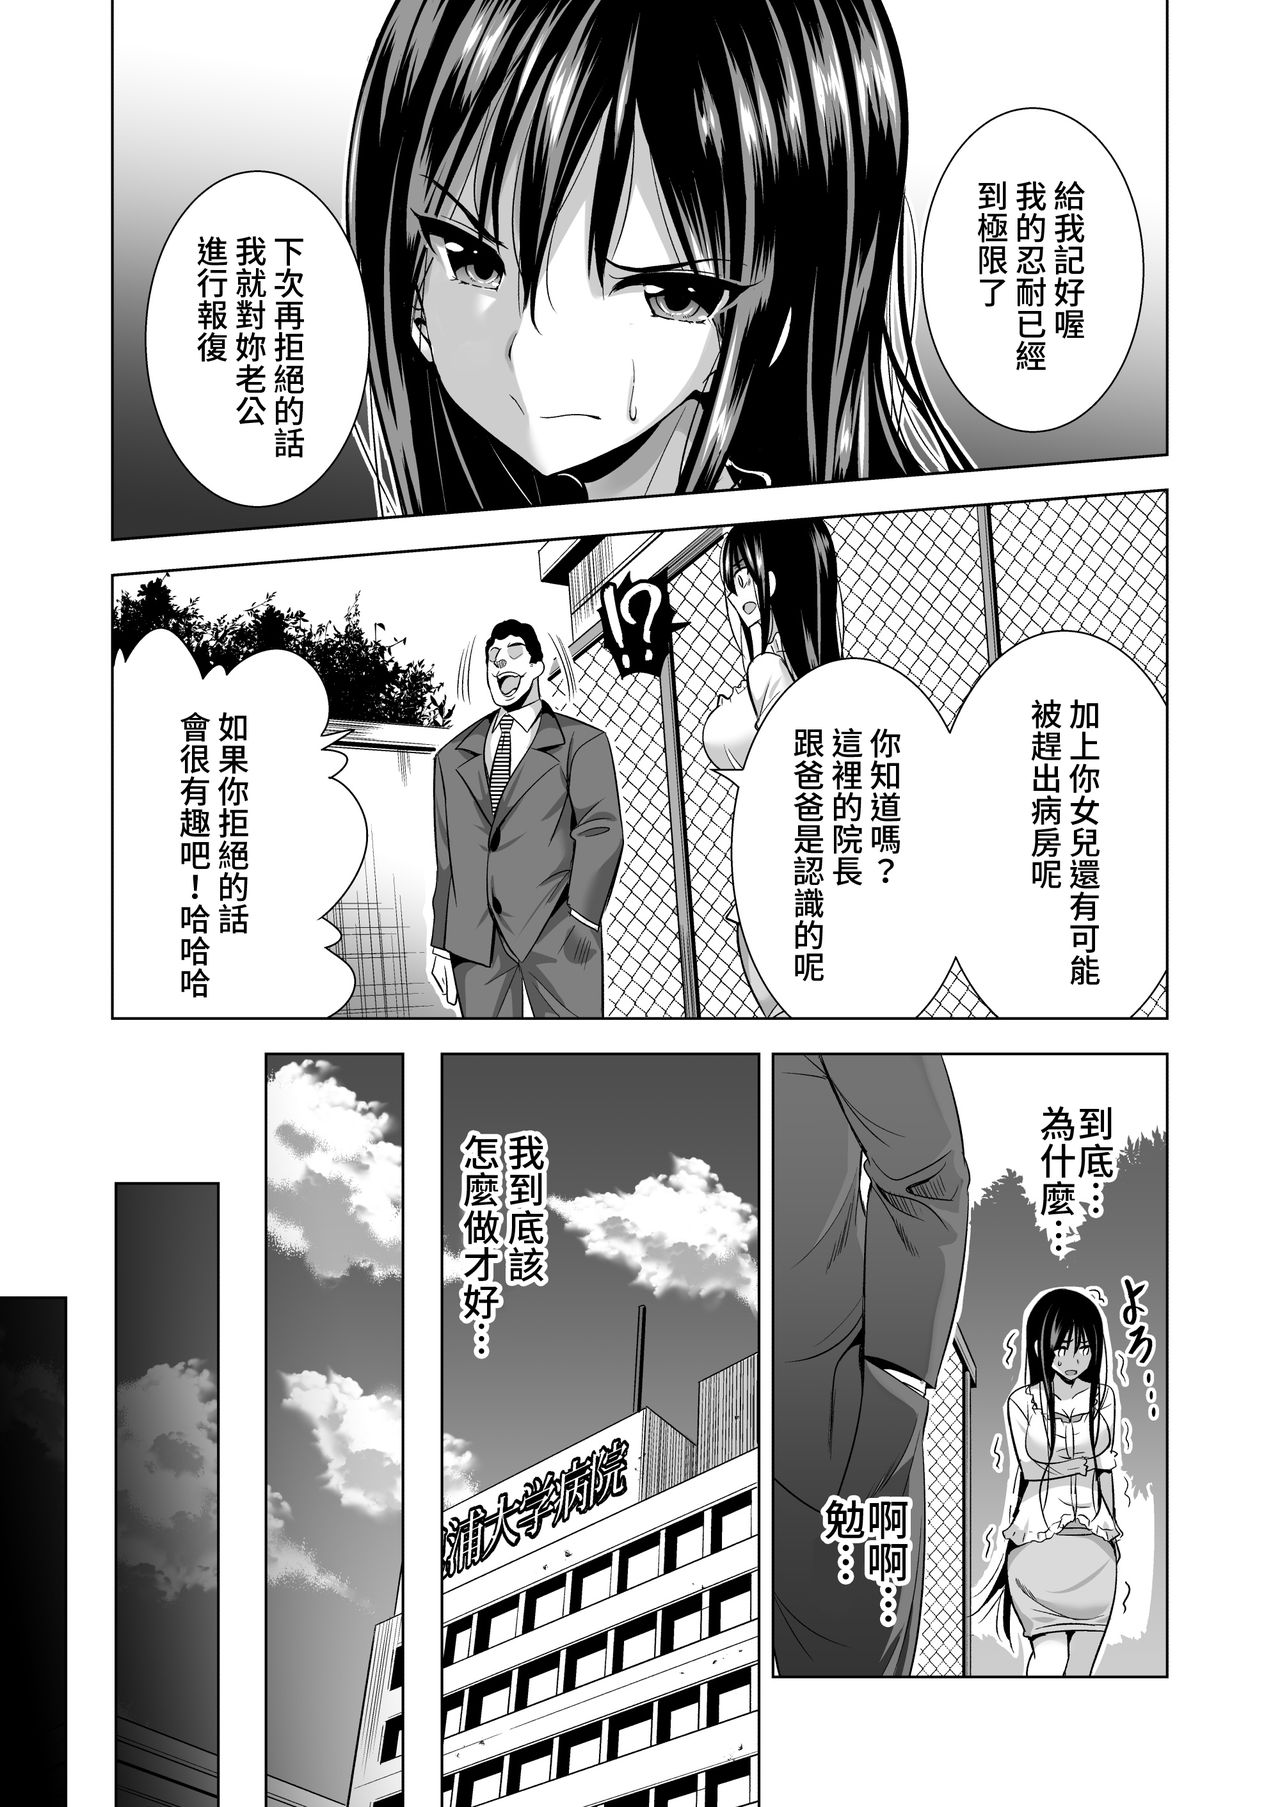 給我記好喔
我的忍耐已經
到極限了
下次再拒絕的話
我就對妳老公
進行報復
加上你女兒還有可能
被趕出病房呢
你知道嗎？
這裡的院長
跟爸爸是認識的呢
!?
如果你拒絕的話
會很有趣吧！哈哈哈
到底…
為什麼…
よろ……
啊啊…
勉…
我到底該
怎麼做才好…
浦大学病院